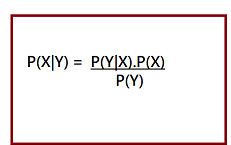 P(X|Y) = P(Y|X).P(X)
P(Y)